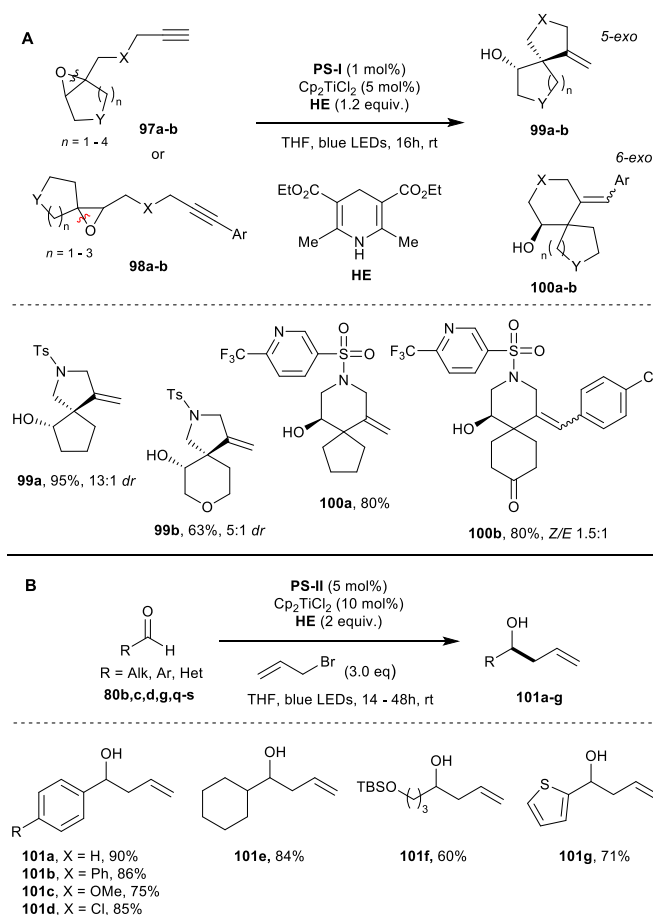 A
O
X
Y
( )n
n = 1 - 4
97a-b
or
Y
( )n
O
X
Ar
n = 1 - 3
98a-b
PS-I (1 mol%)
Cp2TiCl2 (5 mol%)
HE (1.2 equiv.)
THF, blue LEDs, 16h, rt
EtO2C CO2Et
Me N Me
H
HE
X
5-exo
HO
( )n
Y
99a-b
6-exo
X
Ar
HO
n( )
Y
100a-b
Ts
N
HO
99a, 95%, 13:1 dr
Ts
N
HO
O
99b, 63%, 5:1 dr
N
F3C
O
S
O
N
HO
100a, 80%
N
F3C
O
S
O
N
HO
O
100b, 80%, Z/E 1.5:1
B
O
R H
R = Alk, Ar, Het
80b,c,d,g,q-s
PS-II (5 mol%)
Cp2TiCl2 (10 mol%)
HE (2 equiv.)
Br (3.0 eq)
THF, blue LEDs, 14 - 48h, rt
OH
R
101a-g
OH
R
101a, X = H, 90%
101b, X = Ph, 86%
101c, X = OMe, 75%
101d, X = Cl, 85%
OH
101e, 84%
OH
TBSO
( )3
101f, 60%
OH
S
101g, 71%